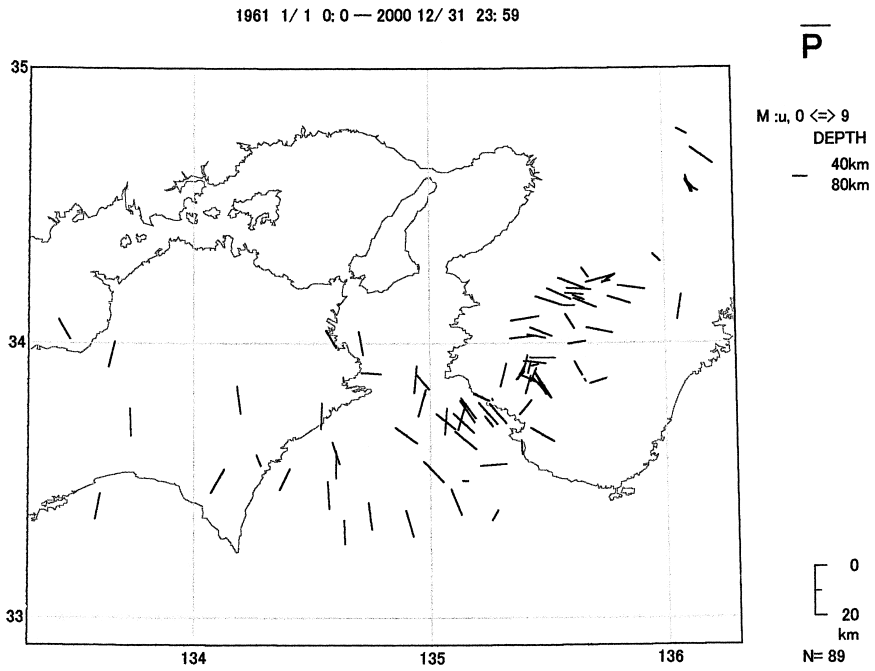 1961 1/ 1 0: 0 — 2000 12/ 31 23: 59
P
M :u, 0 <=> 9
DEPTH
40km
80km
35
34
33
134
135
136
0
20
km
N= 89